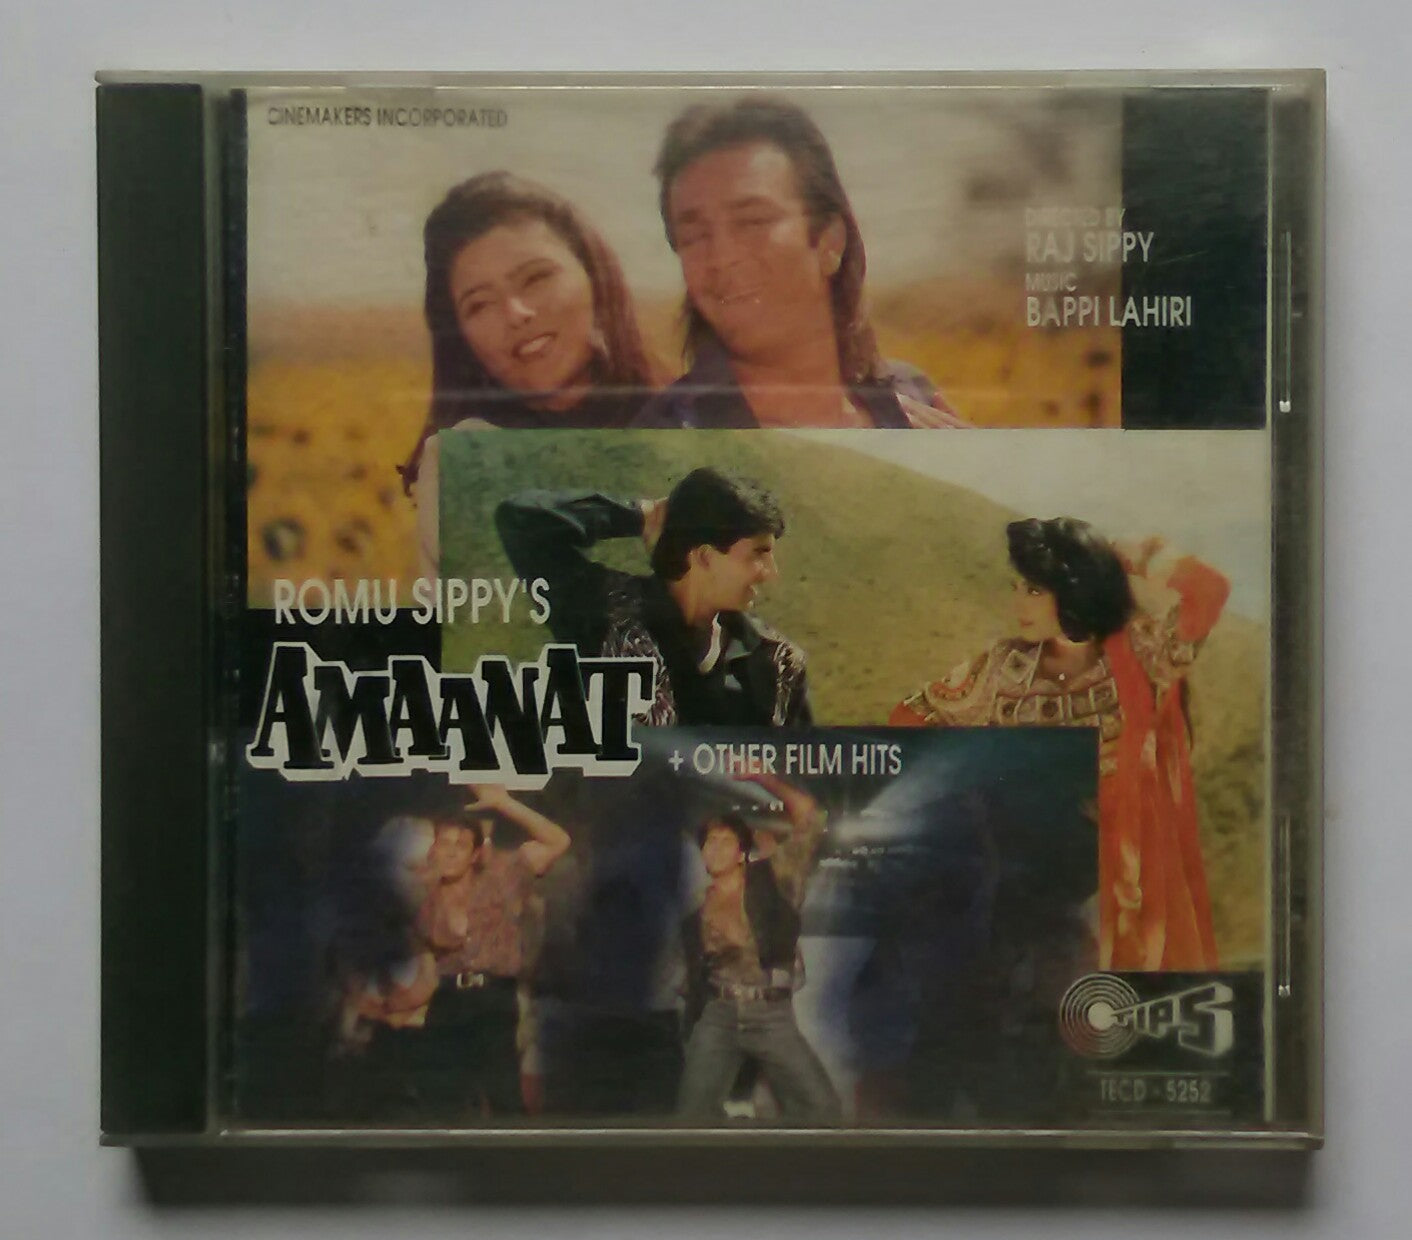 CINEMAKERS INCORPORATED
DIRECTED BY
RAJ SIPPY
MUSIC
BAPPI LAHIRI
ROMU SIPPY'S
AMAANAT
+ OTHER FILM HITS
TIPS
TECD - 5252